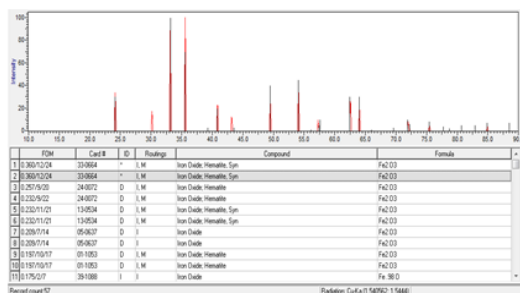 100
80
60
40
20
0
Intensity
10.0 15.0 20.0 25.0 30.0 35.0 40.0 45.0 50.0 55.0 60.0 65.0 70.0 75.0 80.0 85.0 90
FOM Card # ID Routings Compound Formula
1 0.360/12/24 33-0664 * I, M Iron Oxide; Hematite, Syn Fe2 O3
2 0.360/12/24 33-0664 * I, M Iron Oxide; Hematite, Syn Fe2 O3
3 0.257/9/20 24-0072 D I, M Iron Oxide; Hematite Fe2 O3
4 0.232/9/22 24-0072 D I, M Iron Oxide; Hematite Fe2 O3
5 0.232/11/21 13-0534 D I, M Iron Oxide; Hematite, Syn Fe2 O3
6 0.232/11/21 13-0534 D I, M Iron Oxide; Hematite, Syn Fe2 O3
7 0.209/7/14 05-0637 D I Iron Oxide Fe2 O3
8 0.209/7/14 05-0637 D I Iron Oxide Fe2 O3
9 0.197/10/17 01-1053 D I, M Iron Oxide; Hematite Fe2 O3
10 0.197/10/17 01-1053 D I, M Iron Oxide; Hematite Fe2 O3
11 0.175/2/7 39-1088 I I Iron Oxide Fe .98 O
Record count:57 Radiation: Cu-Ka [1.540562; 1.5444]